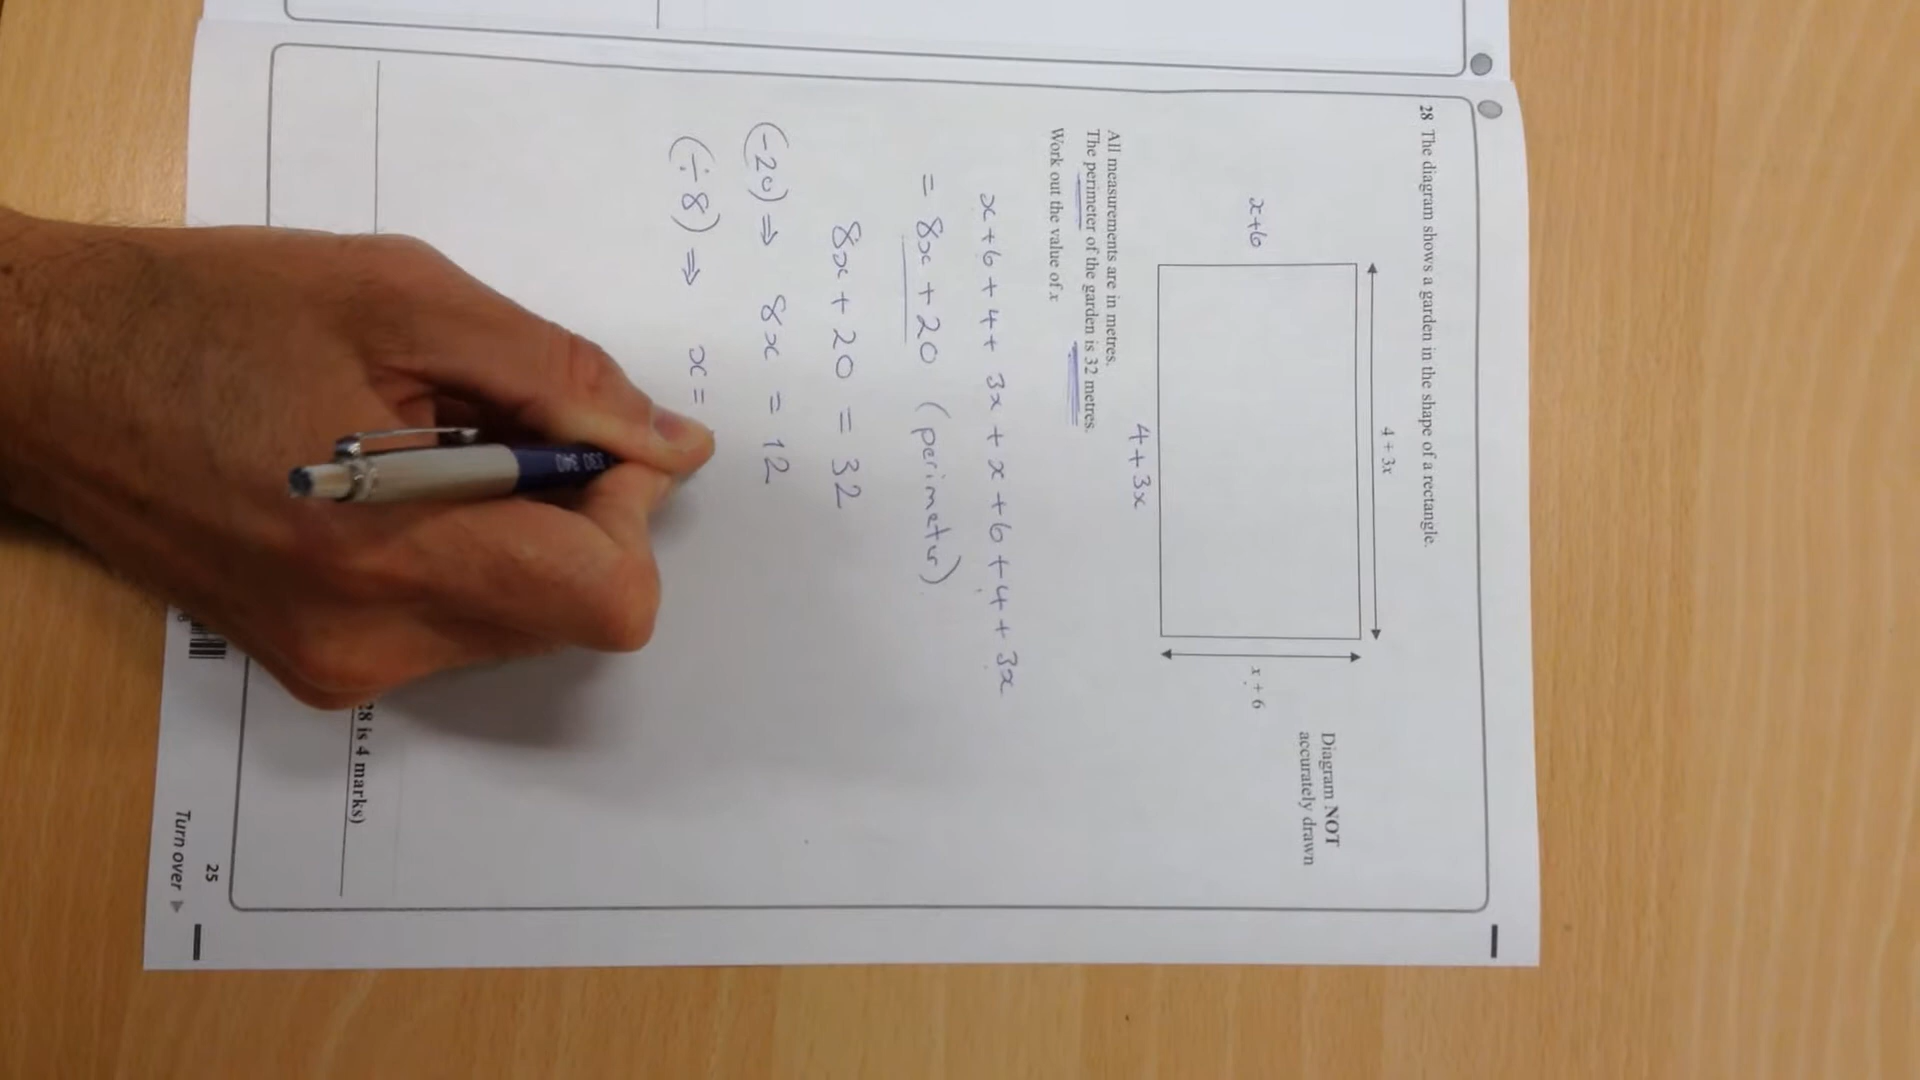 28 The diagram shows a garden in the shape of a rectangle.
4 + 3x
Diagram NOT
accurately drawn
x+6
x + 6
4+3x
All measurements are in metres.
The perimeter of the garden is 32 metres.
Work out the value of x
x+6+4+ 3x + x +6 +4 + 3x
= 8x + 20 (perimeter)
8x + 20 = 32
(-20) ⇒ 8x = 12
(÷8) ⇒ x =
28 is 4 marks)
25
Turn over ▶